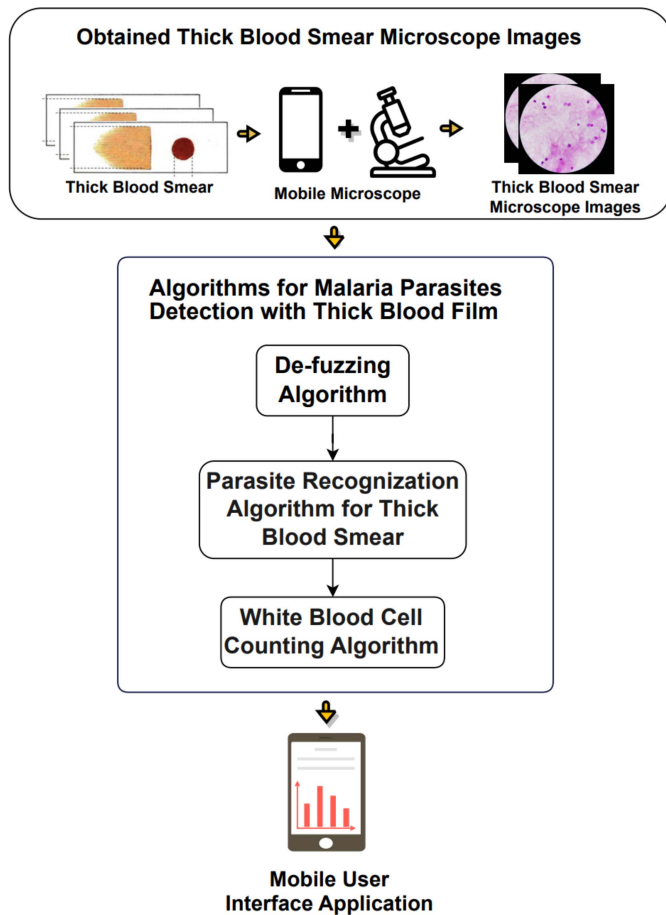 Obtained Thick Blood Smear Microscope Images
Thick Blood Smear
Mobile Microscope
Thick Blood Smear
Microscope Images
Algorithms for Malaria Parasites
Detection with Thick Blood Film
De-fuzzing
Algorithm
Parasite Recognization
Algorithm for Thick
Blood Smear
White Blood Cell
Counting Algorithm
Mobile User
Interface Application